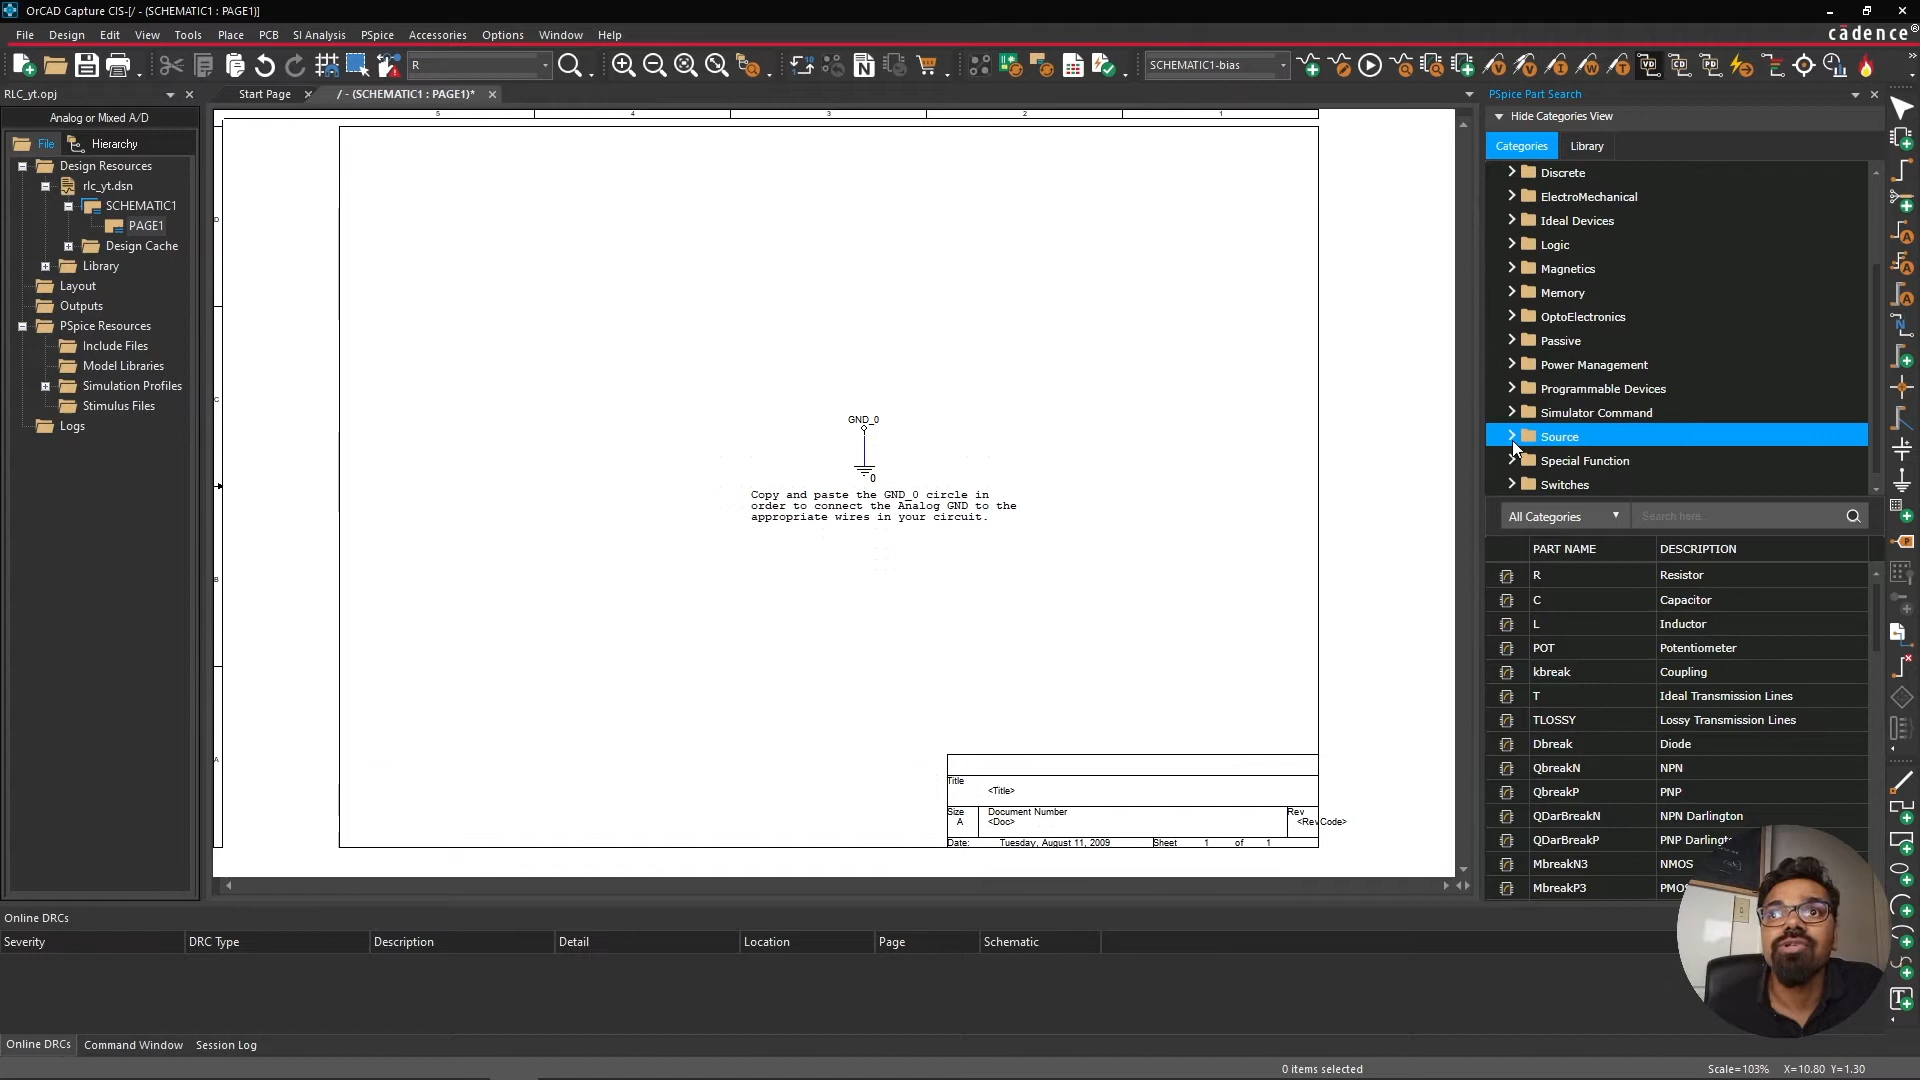 OrCAD Capture CIS-[/ - (SCHEMATIC1 : PAGE1)]
File Design Edit View Tools Place PCB SI Analysis PSpice Accessories Options Window Help
cadence®
R
SCHEMATIC1-bias
RLC_yt.opj
Start Page
/ - (SCHEMATIC1 : PAGE1)*
Analog or Mixed A/D
File Hierarchy
Design Resources
rlc_yt.dsn
SCHEMATIC1
PAGE1
Design Cache
Library
Layout
Outputs
PSpice Resources
Include Files
Model Libraries
Simulation Profiles
Stimulus Files
Logs
5 4 3 2 1
D
C
B
A
GND_0
0
Copy and paste the GND_0 circle in
order to connect the Analog GND to the
appropriate wires in your circuit.
Title
<Title>
Size Document Number Rev
A <Doc> <RevCode>
Date: Tuesday, August 11, 2009 Sheet 1 of 1
PSpice Part Search
Hide Categories View
Categories Library
Discrete
ElectroMechanical
Ideal Devices
Logic
Magnetics
Memory
OptoElectronics
Passive
Power Management
Programmable Devices
Simulator Command
Source
Special Function
Switches
All Categories Search here...
PART NAME DESCRIPTION
R Resistor
C Capacitor
L Inductor
POT Potentiometer
kbreak Coupling
T Ideal Transmission Lines
TLOSSY Lossy Transmission Lines
Dbreak Diode
QbreakN NPN
QbreakP PNP
QDarBreakN NPN Darlington
QDarBreakP PNP
MbreakN3 NMOS
MbreakP3
Online DRCs
Severity DRC Type Description Detail Location Page Schematic
Online DRCs Command Window Session Log
0 items selected
Scale=103% X=10.80 Y=1.30